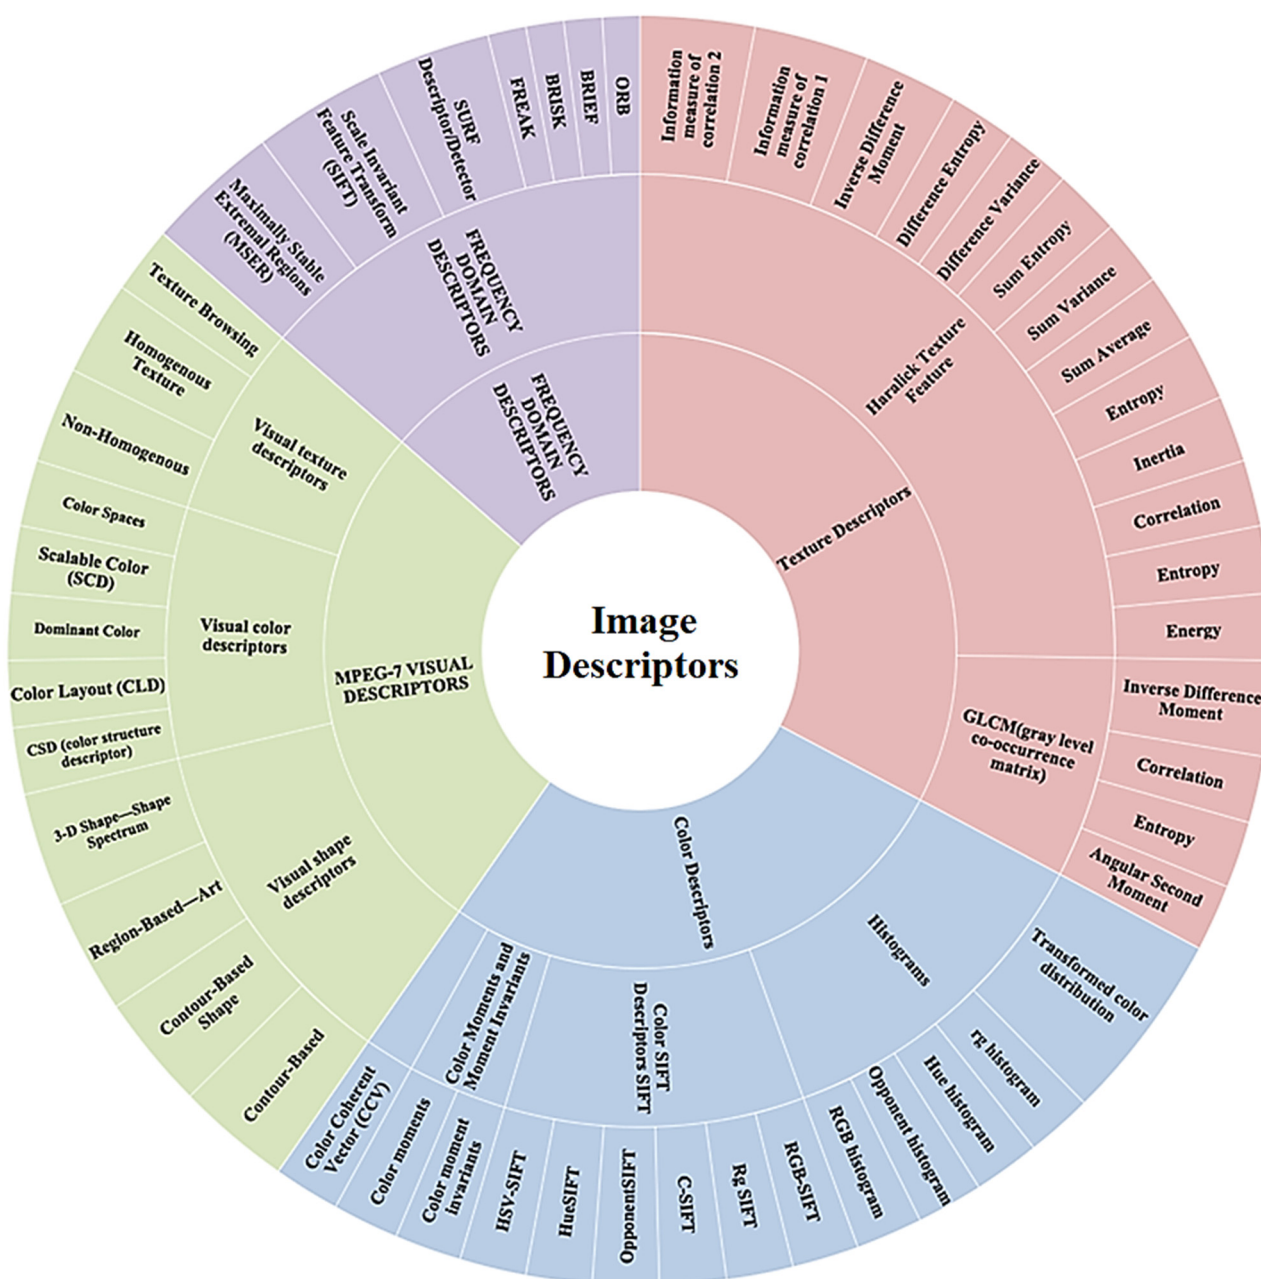 Image
Descriptors
Texture Descriptors
Haralick Texture
Feature
Information
measure of
correlation 2
Information
measure of
correlation 1
Inverse Difference
Moment
Difference Entropy
Difference Variance
Sum Entropy
Sum Variance
Sum Average
Entropy
Inertia
Correlation
Entropy
Energy
GLCM(gray level
co-occurrence
matrix)
Inverse Difference
Moment
Correlation
Entropy
Angular Second
Moment
Color Descriptors
Histograms
Transformed color
distribution
rg histogram
Hue histogram
Opponent histogram
RGB histogram
Color SIFT
Descriptors SIFT
RGB-SIFT
Rg SIFT
C-SIFT
OpponentSIFT
HueSIFT
HSV-SIFT
Color Moments and
Moment Invariants
Color moment
invariants
Color moments
Color Coherent
Vector (CCV)
MPEG-7 VISUAL
DESCRIPTORS
Visual shape
descriptors
Contour-Based
Contour-Based
Shape
Region-Based—Art
3-D Shape—Shape
Spectrum
Visual color
descriptors
CSD (color structure
descriptor)
Color Layout (CLD)
Dominant Color
Scalable Color
(SCD)
Color Spaces
Visual texture
descriptors
Non-Homogenous
Homogenous
Texture
Texture Browsing
FREQUENCY
DOMAIN
DESCRIPTORS
FREQUENCY
DOMAIN
DESCRIPTORS
Maximally Stable
Extremal Regions
(MSER)
Scale Invariant
Feature Transform
(SIFT)
SURF
Descriptor/Detector
FREAK
BRISK
BRIEF
ORB